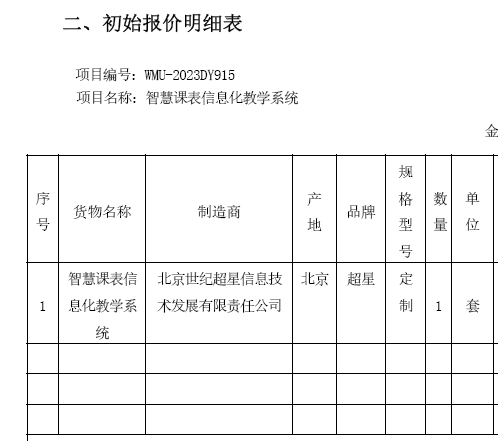 二、初始报价明细表
项目编号：WMU-2023DY915
项目名称：智慧课表信息化教学系统
金
序号 货物名称 制造商 产地 品牌 规格型号 数量 单位
1 智慧课表信息化教学系统 北京世纪超星信息技术发展有限责任公司 北京 超星 定制 1 套